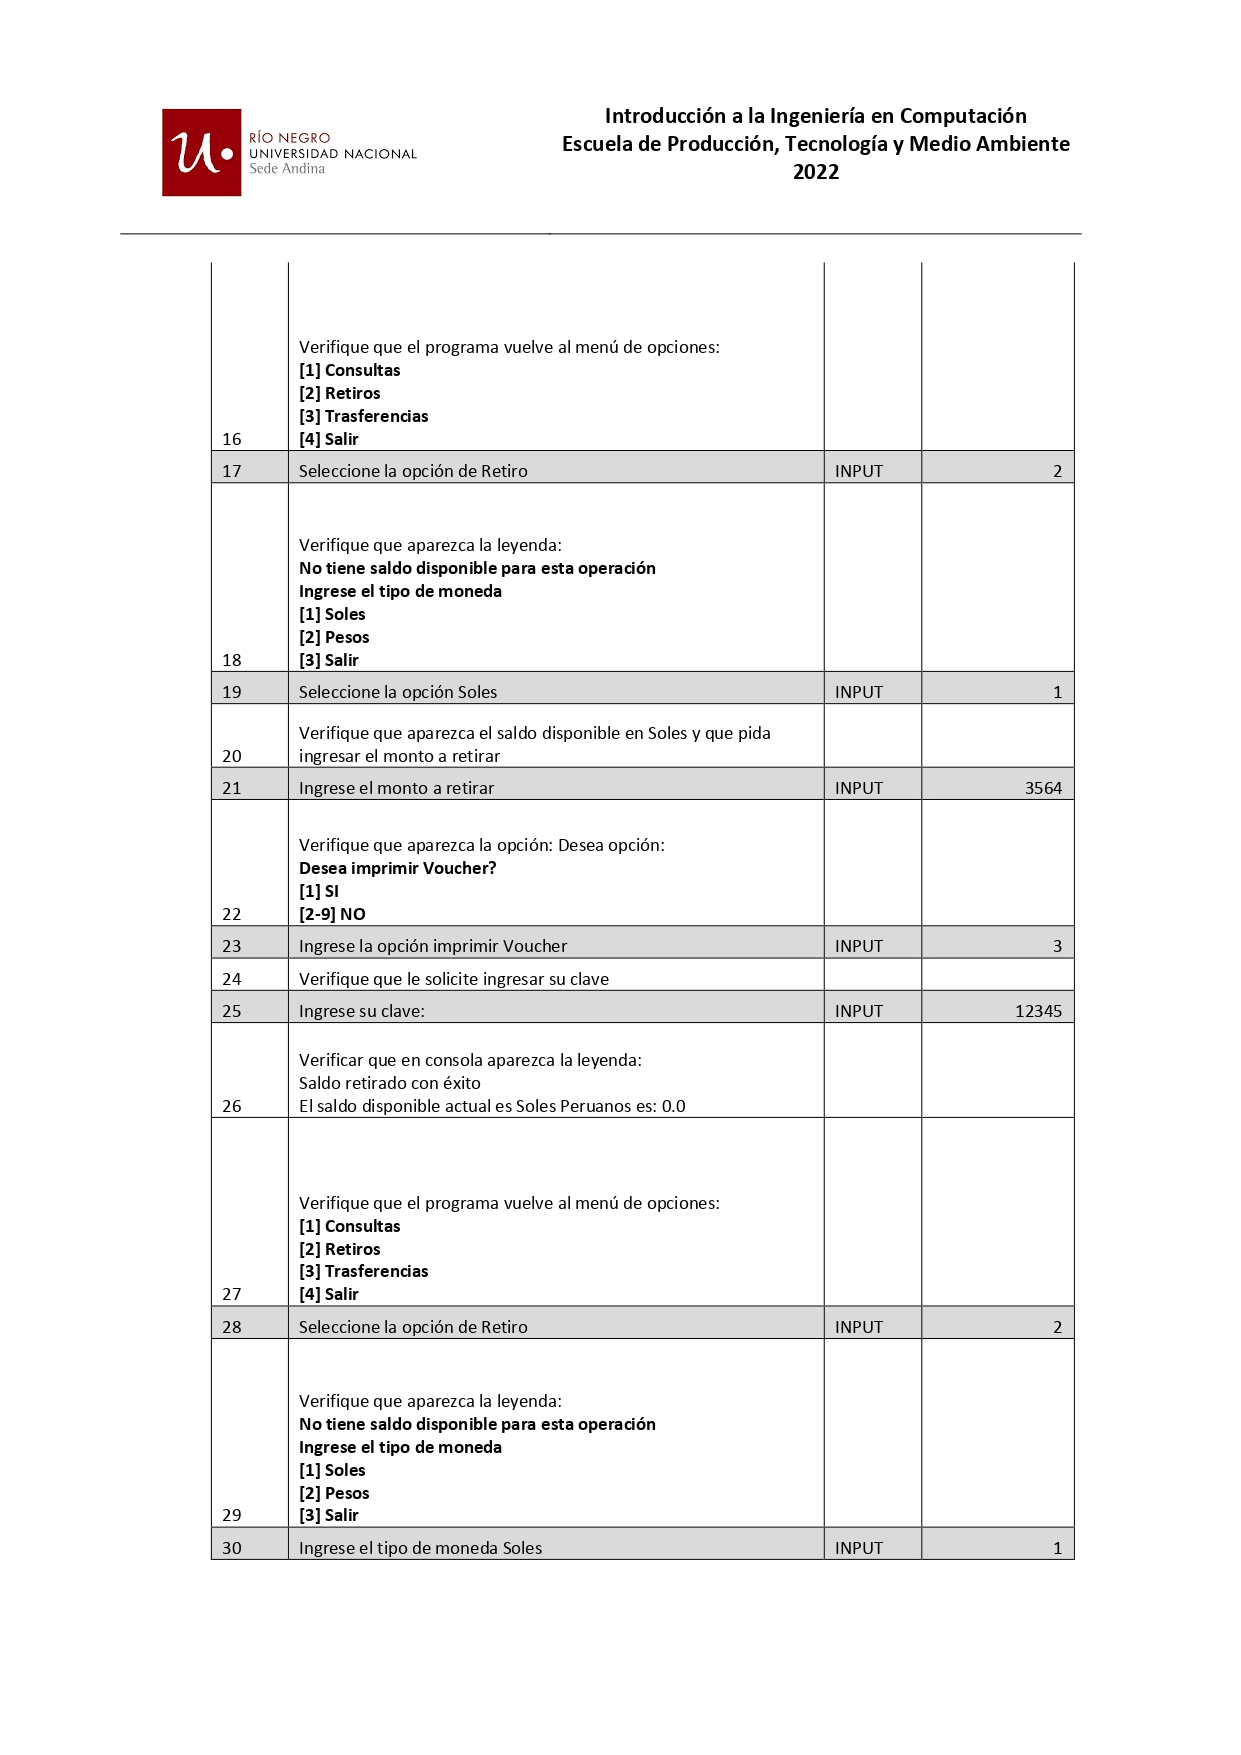 RÍO NEGRO
UNIVERSIDAD NACIONAL
Sede Andina
Introducción a la Ingeniería en Computación
Escuela de Producción, Tecnología y Medio Ambiente
2022
Verifique que el programa vuelve al menú de opciones:
[1] Consultas
[2] Retiros
[3] Trasferencias
16 [4] Salir
17 Seleccione la opción de Retiro INPUT 2
Verifique que aparezca la leyenda:
No tiene saldo disponible para esta operación
Ingrese el tipo de moneda
[1] Soles
[2] Pesos
18 [3] Salir
19 Seleccione la opción Soles INPUT 1
Verifique que aparezca el saldo disponible en Soles y que pida
20 ingresar el monto a retirar
21 Ingrese el monto a retirar INPUT 3564
Verifique que aparezca la opción: Desea opción:
Desea imprimir Voucher?
[1] SI
22 [2-9] NO
23 Ingrese la opción imprimir Voucher INPUT 3
24 Verifique que le solicite ingresar su clave
25 Ingrese su clave: INPUT 12345
Verificar que en consola aparezca la leyenda:
Saldo retirado con éxito
26 El saldo disponible actual es Soles Peruanos es: 0.0
Verifique que el programa vuelve al menú de opciones:
[1] Consultas
[2] Retiros
[3] Trasferencias
27 [4] Salir
28 Seleccione la opción de Retiro INPUT 2
Verifique que aparezca la leyenda:
No tiene saldo disponible para esta operación
Ingrese el tipo de moneda
[1] Soles
[2] Pesos
29 [3] Salir
30 Ingrese el tipo de moneda Soles INPUT 1